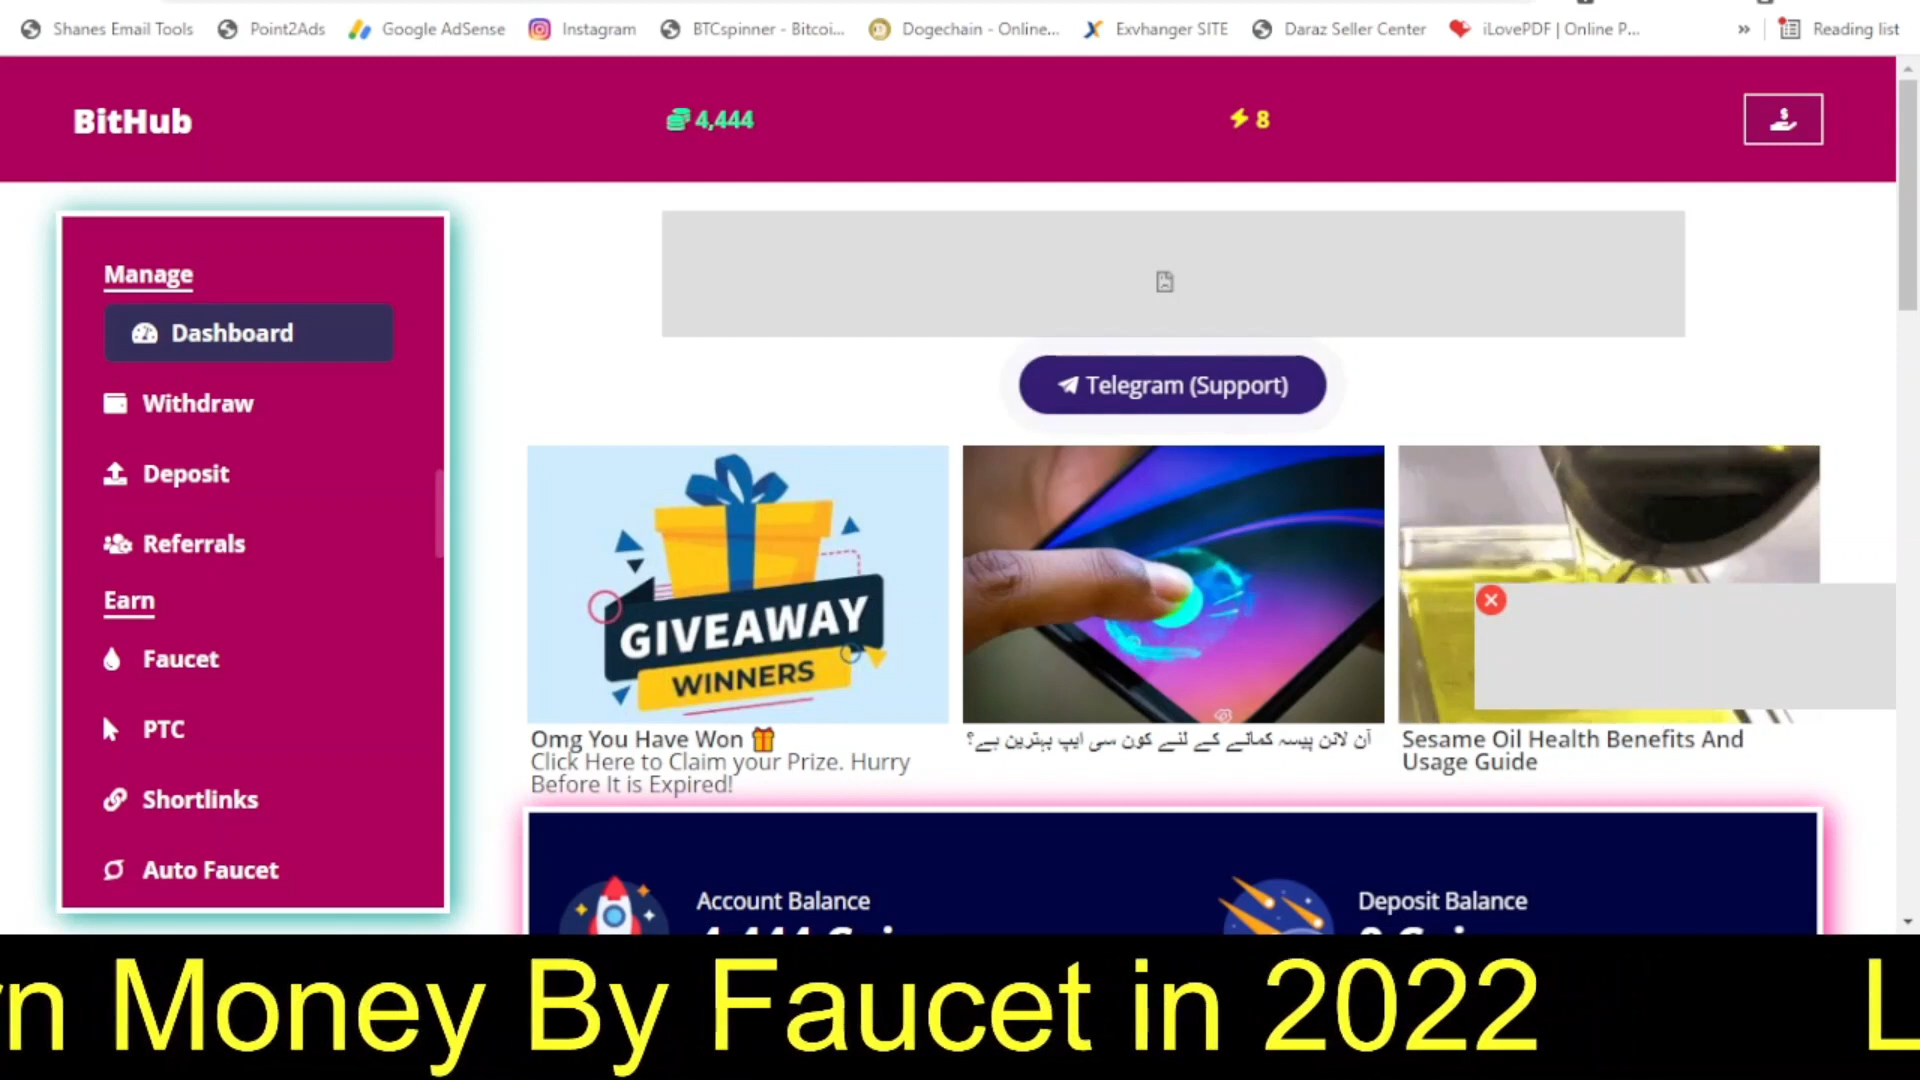 Shanes Email Tools
Point2Ads
Google AdSense
Instagram
BTCspinner - Bitcoi...
Dogechain - Online...
Exvhanger SITE
Daraz Seller Center
iLovePDF | Online P...
»
Reading list
BitHub
4,444
8
Manage
Dashboard
Withdraw
Deposit
Referrals
Earn
Faucet
PTC
Shortlinks
Auto Faucet
Telegram (Support)
GIVEAWAY
WINNERS
Omg You Have Won 🎁
Click Here to Claim your Prize. Hurry
Before It is Expired!
آن لائن پیسہ کمانے کے لئے کون سی ایپ بہترین ہے؟
Sesame Oil Health Benefits And
Usage Guide
Account Balance
Deposit Balance
rn Money By Faucet in 2022
L